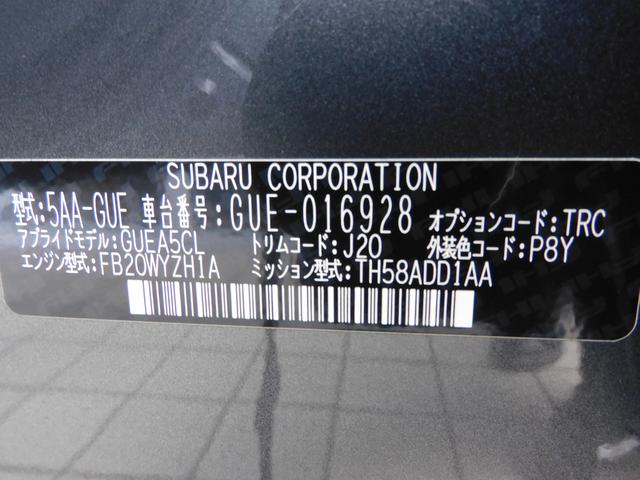 SUBARU CORPORATION
型式:5AA-GUE 車台番号:GUE-016928 オプションコード:TRC
アプライドモデル:GUEA5CL トリムコード:J20 外装色コード:P8Y
エンジン型式:FB20WYZH1A ミッション型式:TH58ADD1AA